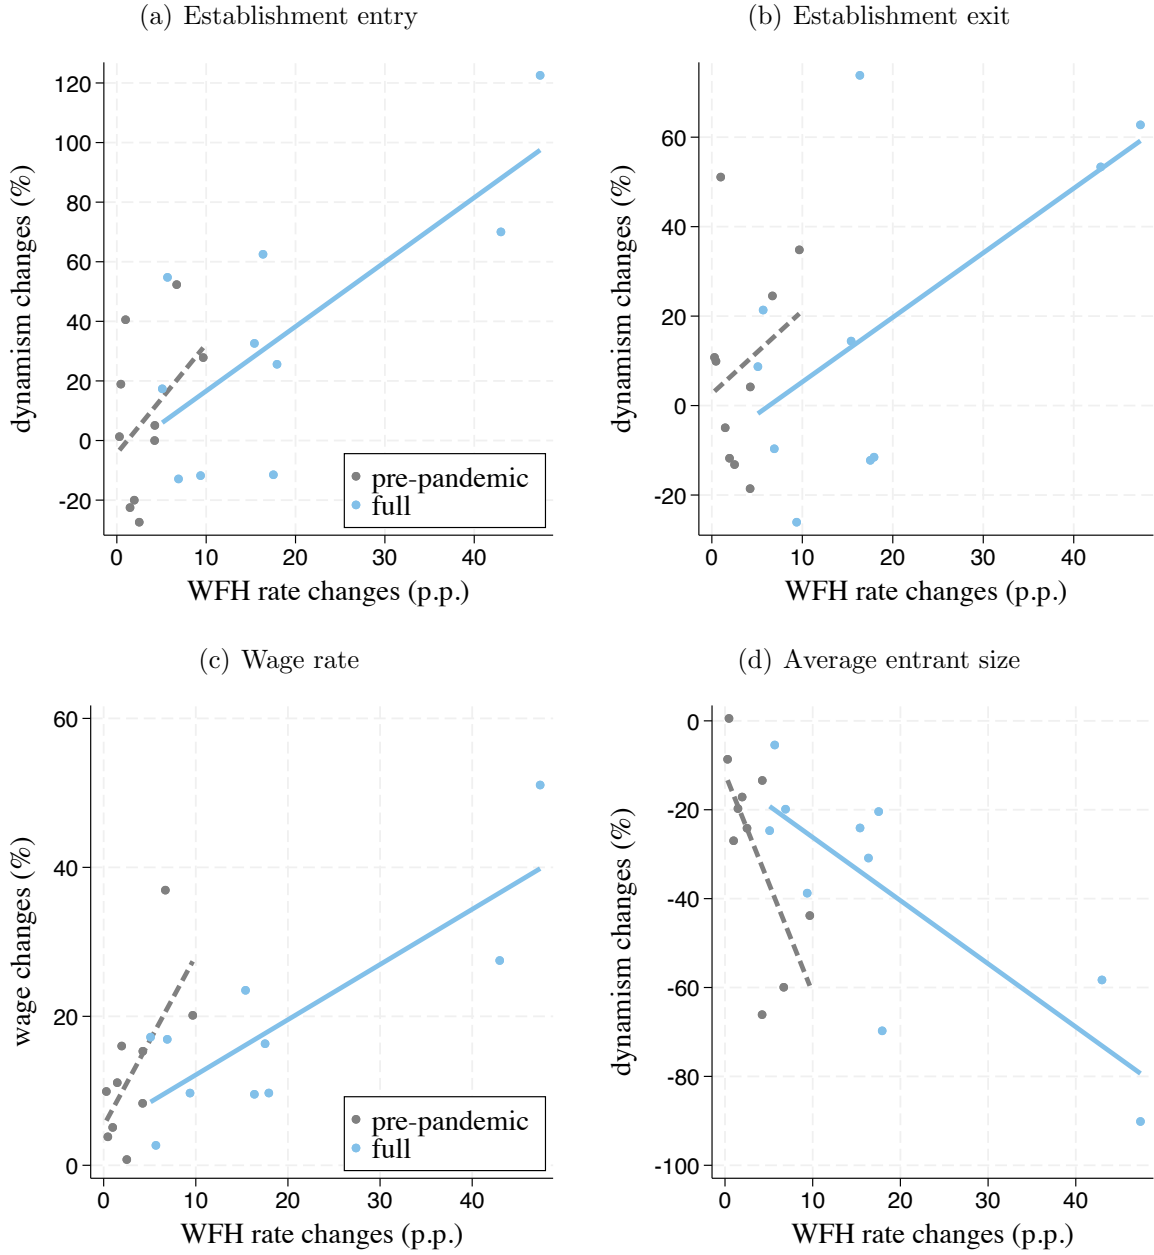 (a) Establishment entry
dynamism changes (%)
120
100
80
60
40
20
0
-20
0 10 20 30 40
WFH rate changes (p.p.)
pre-pandemic
full
(b) Establishment exit
dynamism changes (%)
60
40
20
0
-20
0 10 20 30 40
WFH rate changes (p.p.)
(c) Wage rate
wage changes (%)
60
40
20
0
0 10 20 30 40
WFH rate changes (p.p.)
pre-pandemic
full
(d) Average entrant size
dynamism changes (%)
0
-20
-40
-60
-80
-100
0 10 20 30 40
WFH rate changes (p.p.)